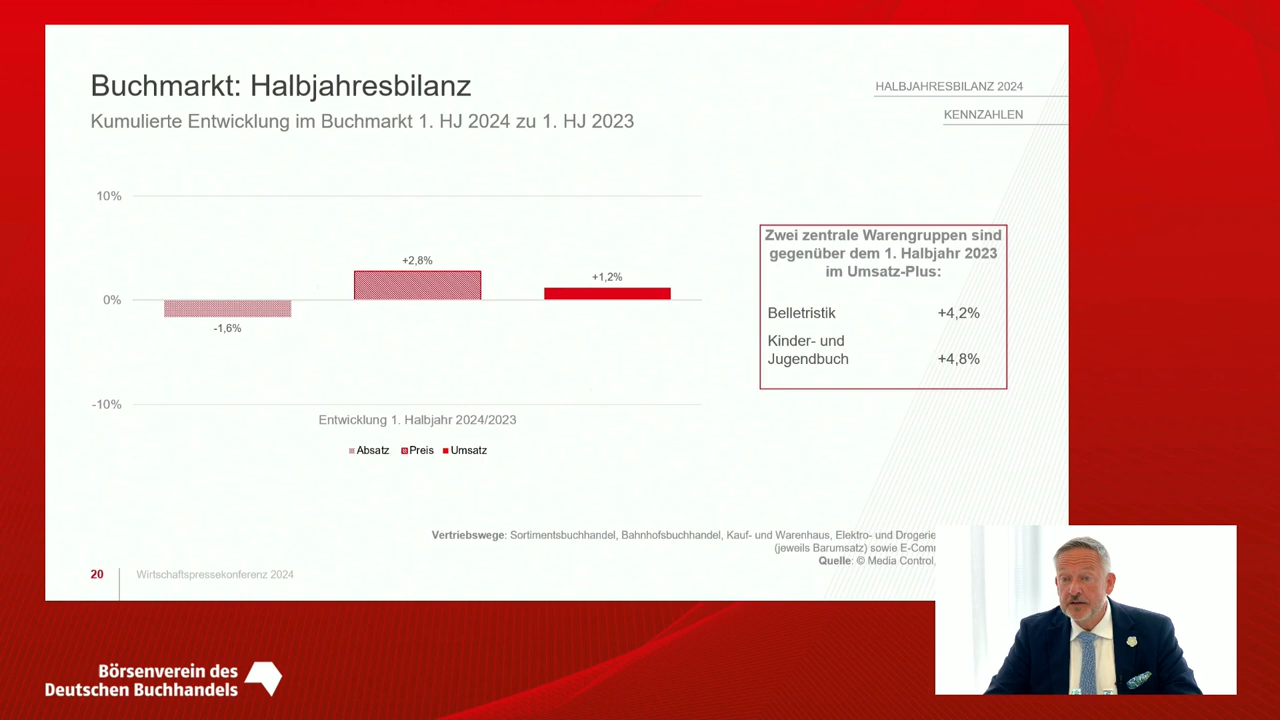 Buchmarkt: Halbjahresbilanz
Kumulierte Entwicklung im Buchmarkt 1. HJ 2024 zu 1. HJ 2023
HALBJAHRESBILANZ 2024
KENNZAHLEN
10%
0%
-10%
-1,6%
+2,8%
+1,2%
Entwicklung 1. Halbjahr 2024/2023
Absatz Preis Umsatz
Zwei zentrale Warengruppen sind
gegenüber dem 1. Halbjahr 2023
im Umsatz-Plus:
Belletristik +4,2%
Kinder- und
Jugendbuch +4,8%
Vertriebswege: Sortimentsbuchhandel, Bahnhofsbuchhandel, Kauf- und Warenhaus, Elektro- und Drogerie
(jeweils Barumsatz) sowie E-Com
Quelle: © Media Control,
20 Wirtschaftspressekonferenz 2024
Börsenverein des
Deutschen Buchhandels